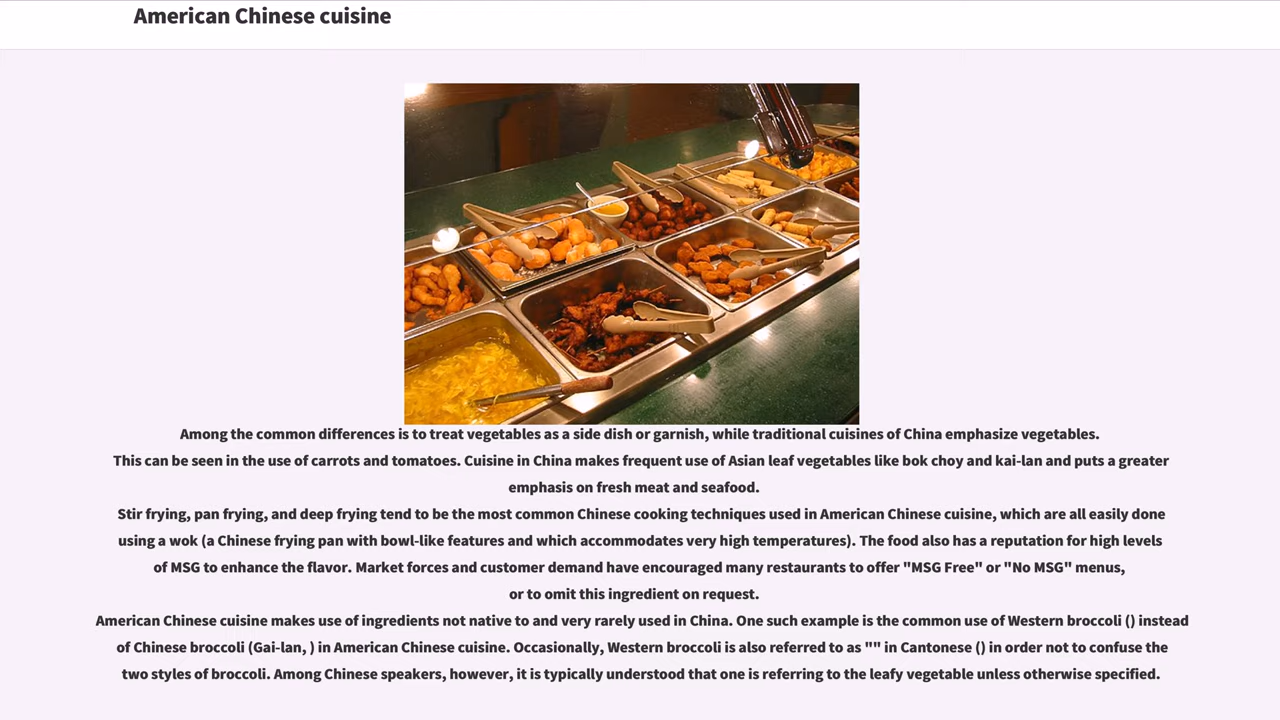 American Chinese cuisine
Among the common differences is to treat vegetables as a side dish or garnish, while traditional cuisines of China emphasize vegetables.
This can be seen in the use of carrots and tomatoes. Cuisine in China makes frequent use of Asian leaf vegetables like bok choy and kai-lan and puts a greater
emphasis on fresh meat and seafood.
Stir frying, pan frying, and deep frying tend to be the most common Chinese cooking techniques used in American Chinese cuisine, which are all easily done
using a wok (a Chinese frying pan with bowl-like features and which accommodates very high temperatures). The food also has a reputation for high levels
of MSG to enhance the flavor. Market forces and customer demand have encouraged many restaurants to offer "MSG Free" or "No MSG" menus,
or to omit this ingredient on request.
American Chinese cuisine makes use of ingredients not native to and very rarely used in China. One such example is the common use of Western broccoli () instead
of Chinese broccoli (Gai-lan, ) in American Chinese cuisine. Occasionally, Western broccoli is also referred to as "" in Cantonese () in order not to confuse the
two styles of broccoli. Among Chinese speakers, however, it is typically understood that one is referring to the leafy vegetable unless otherwise specified.